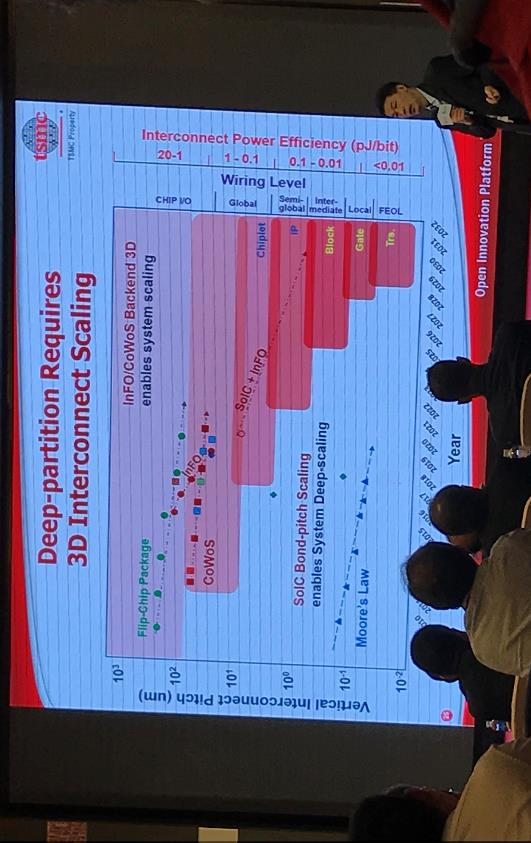 Deep-partition Requires
3D Interconnect Scaling
tsmc
TSMC Property
Vertical Interconnect Pitch (um)
10³
10²
10¹
10⁰
10⁻¹
10⁻²
Flip-Chip Package
InFO/CoWoS Backend 3D
enables system scaling
InFO
CoWoS
SoIC + InFO
SoIC Bond-pitch Scaling
enables System Deep-scaling
Moore's Law
Chiplet
IP
Block
Gate
Tra.
CHIP I/O
Global
Semi-
global
Inter-
mediate
Local
FEOL
Wiring Level
20-1
1 - 0.1
0.1 - 0.01
<0.01
Interconnect Power Efficiency (pJ/bit)
2015
2016
2017
2018
2019
2020
2021
2022
2025
2026
2027
2028
2029
2030
2031
2032
Year
Open Innovation Platform